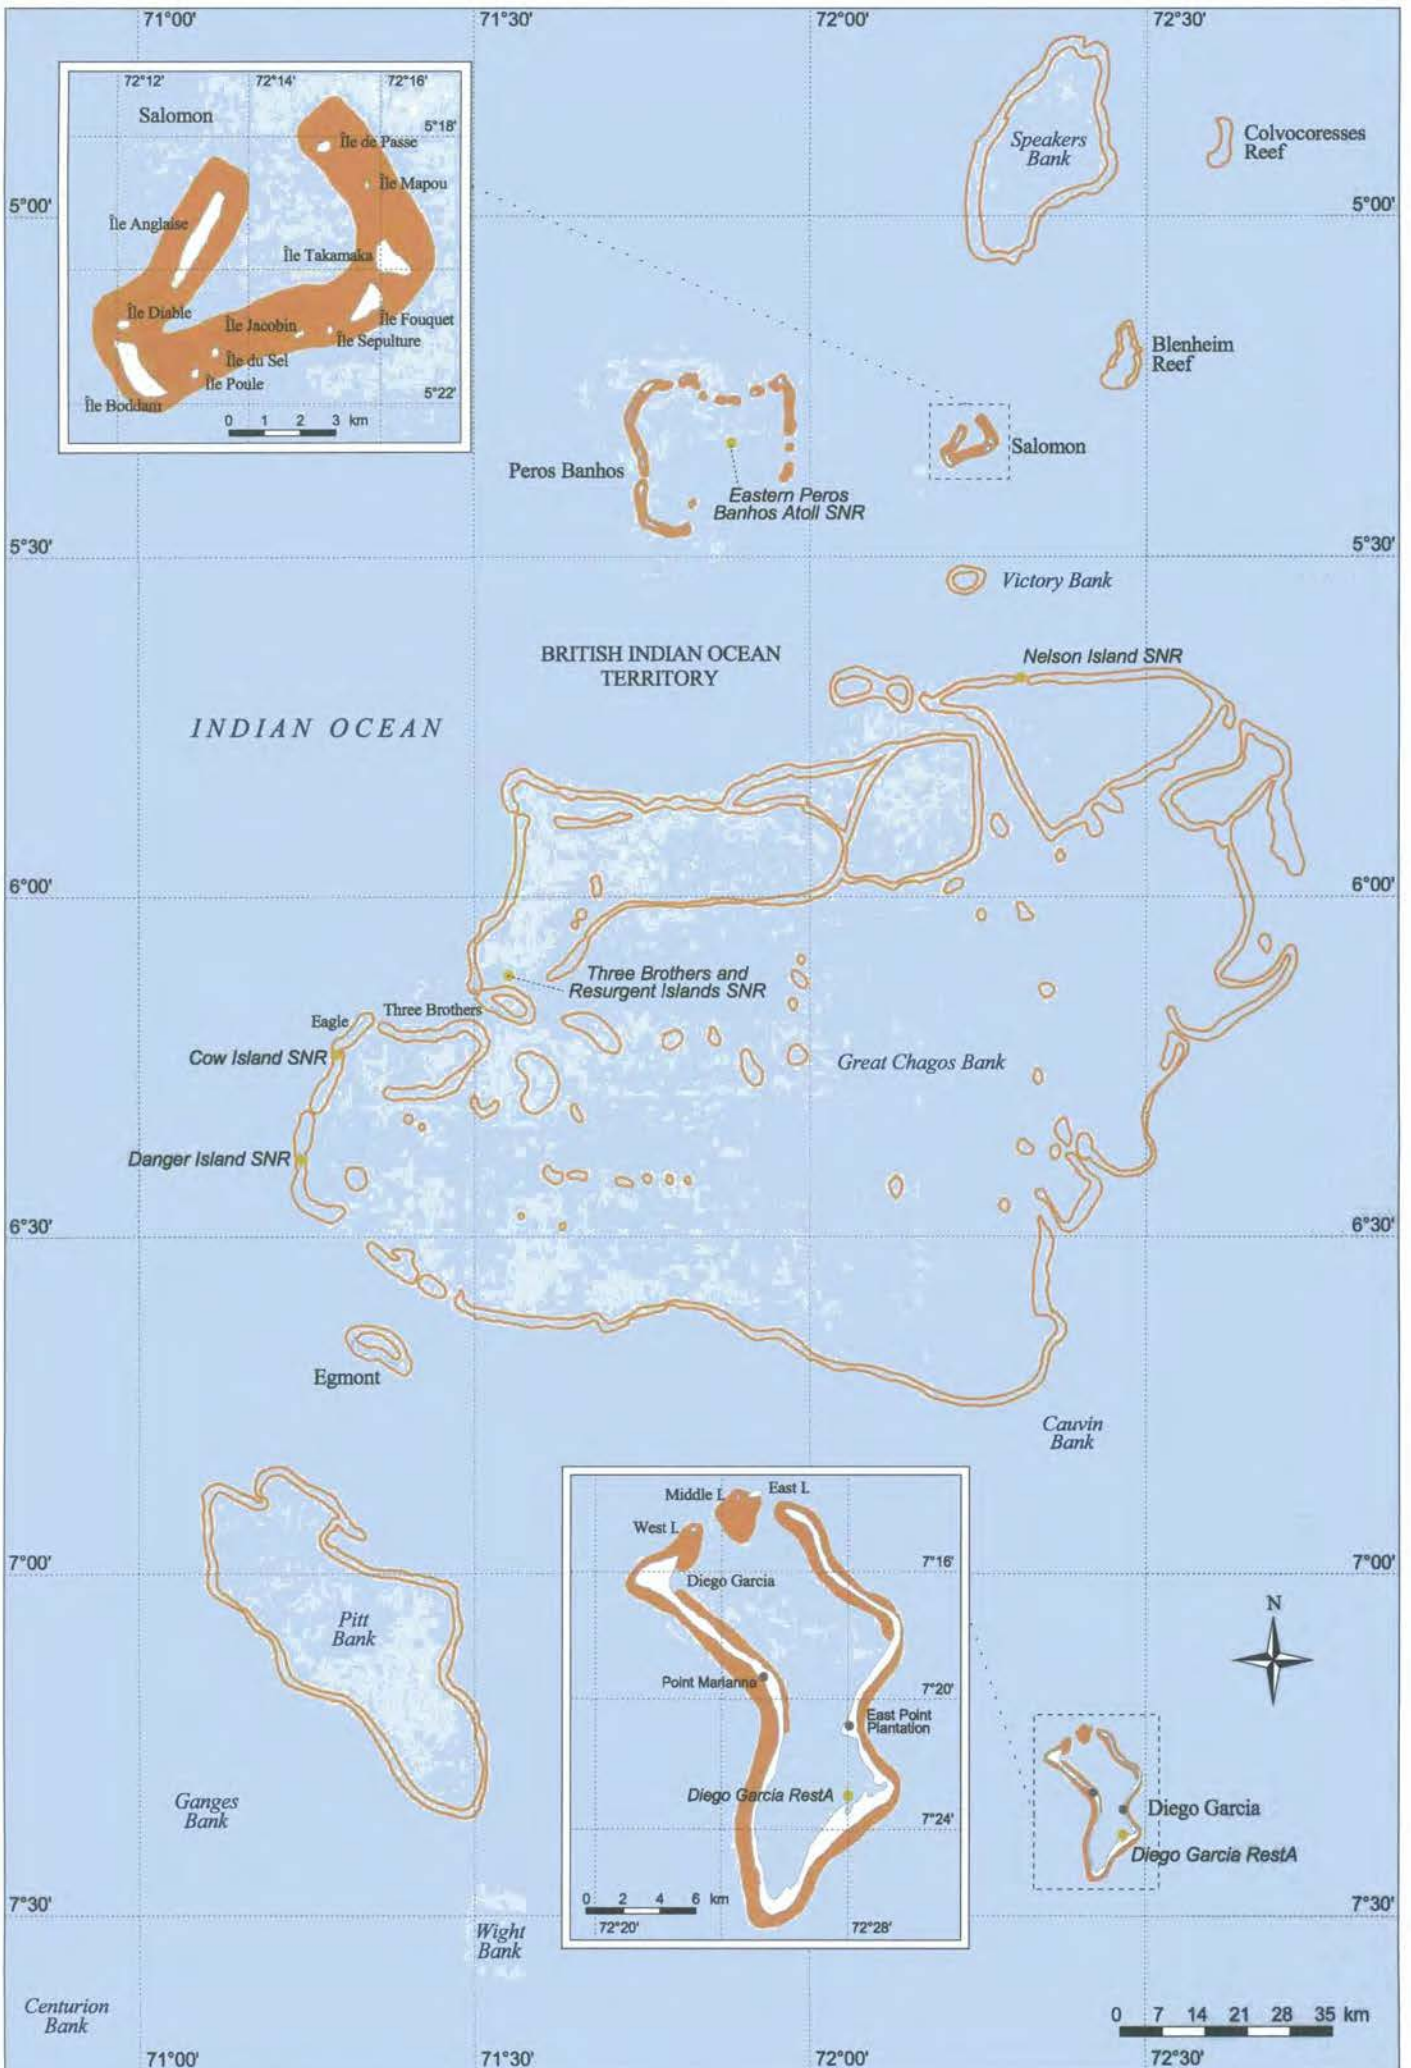 71°00'
71°30'
72°00'
72°30'
72°12'
72°14'
72°16'
Salomon
5°18'
Île de Passe
Île Mapou
Île Anglaise
Île Takamaka
Île Diable
Île Jacobin
Île Fouquet
Île Sepulture
Île du Sel
Île Poule
5°22'
Île Boddam
0 1 2 3 km
Speakers
Bank
Colvocoresses
Reef
5°00'
5°00'
Blenheim
Reef
Salomon
Peros Banhos
Eastern Peros
Banhos Atoll SNR
5°30'
5°30'
Victory Bank
BRITISH INDIAN OCEAN
TERRITORY
Nelson Island SNR
INDIAN OCEAN
6°00'
6°00'
Three Brothers and
Resurgent Islands SNR
Three Brothers
Eagle
Cow Island SNR
Great Chagos Bank
Danger Island SNR
6°30'
6°30'
Egmont
Cauvin
Bank
Middle I.
East I.
West I.
7°16'
Diego Garcia
Point Marianne
7°20'
East Point
Plantation
Diego Garcia RestA
7°24'
0 2 4 6 km
72°20'
72°28'
7°00'
7°00'
Pitt
Bank
N
Ganges
Bank
Diego Garcia
Diego Garcia RestA
7°30'
7°30'
Wight
Bank
Centurion
Bank
0 7 14 21 28 35 km
71°00'
71°30'
72°00'
72°30'